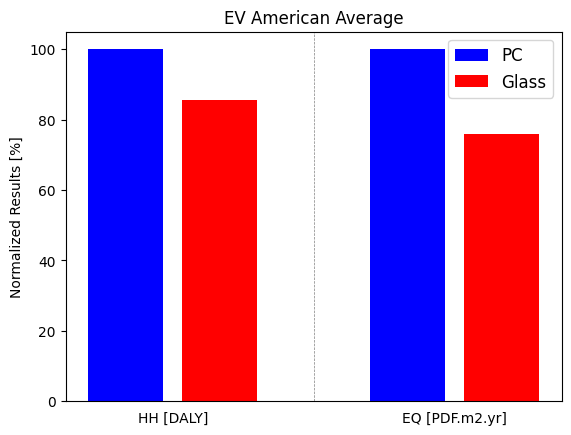 EV American Average
Normalized Results [%]
100
80
60
40
20
0
PC
Glass
HH [DALY]
EQ [PDF.m2.yr]